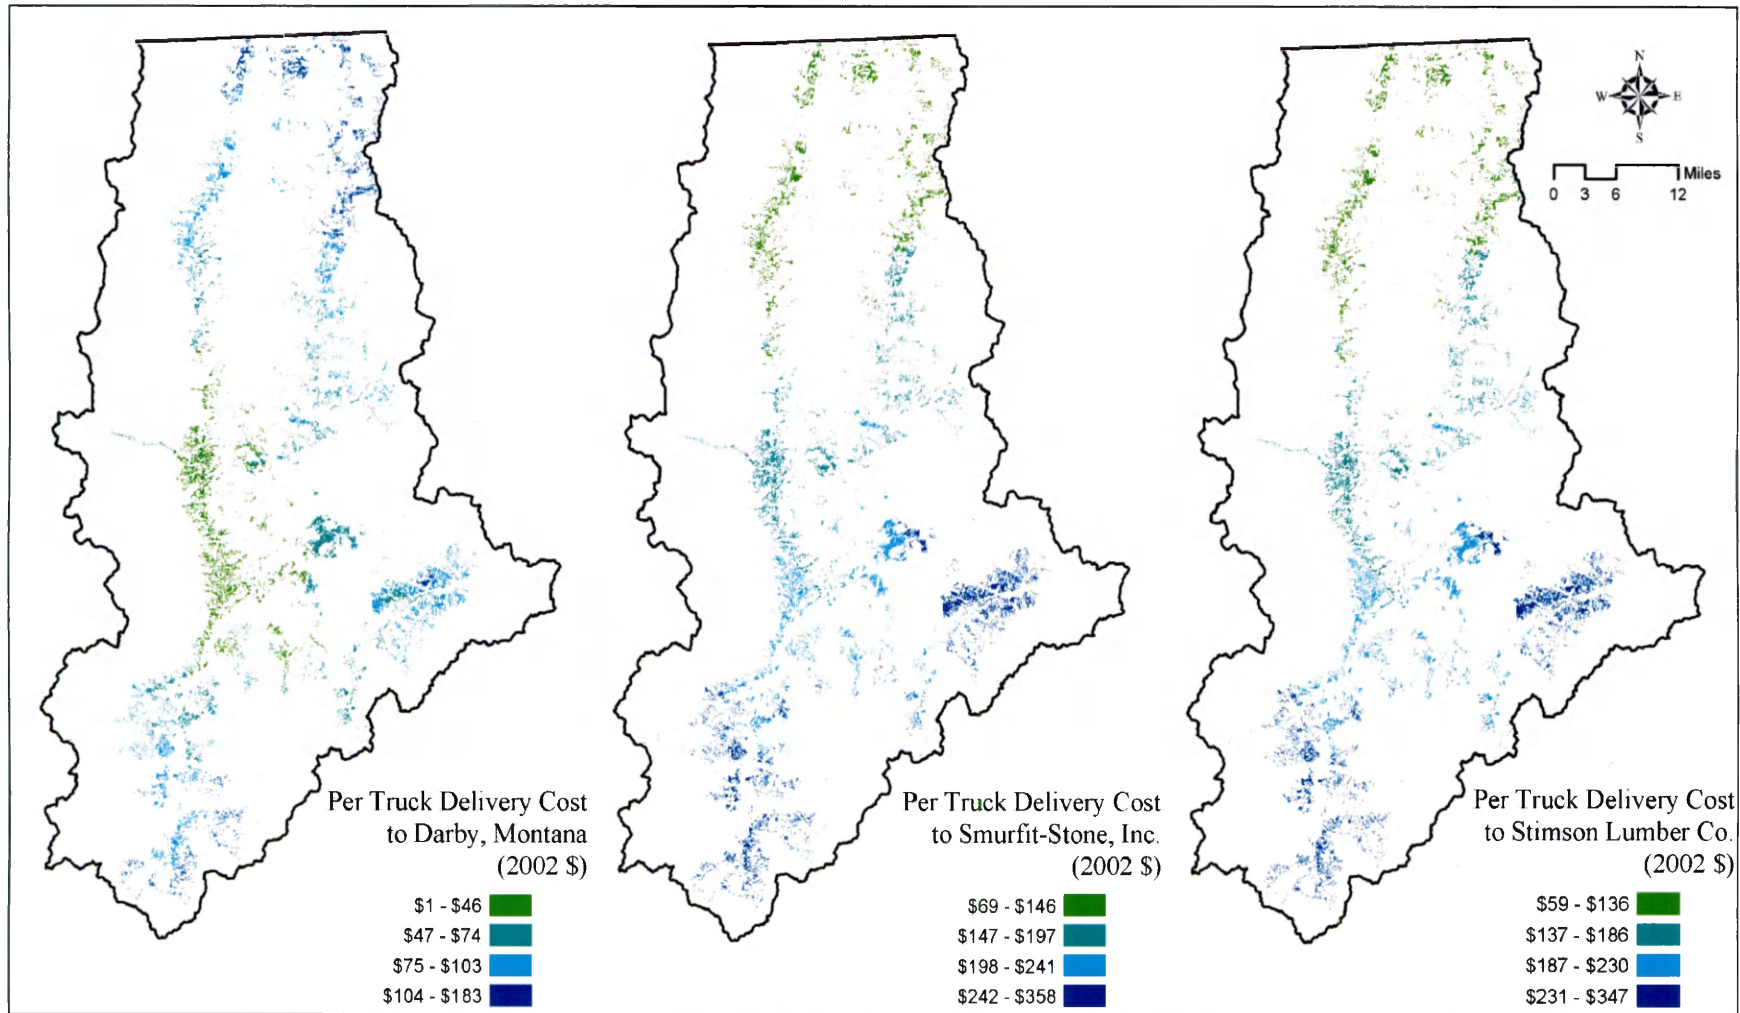 N
W E
S
Miles
0 3 6 12
Per Truck Delivery Cost
to Darby, Montana
(2002 $)
$1 - $46
$47 - $74
$75 - $103
$104 - $183
Per Truck Delivery Cost
to Smurfit-Stone, Inc.
(2002 $)
$69 - $146
$147 - $197
$198 - $241
$242 - $358
Per Truck Delivery Cost
to Stimson Lumber Co.
(2002 $)
$59 - $136
$137 - $186
$187 - $230
$231 - $347